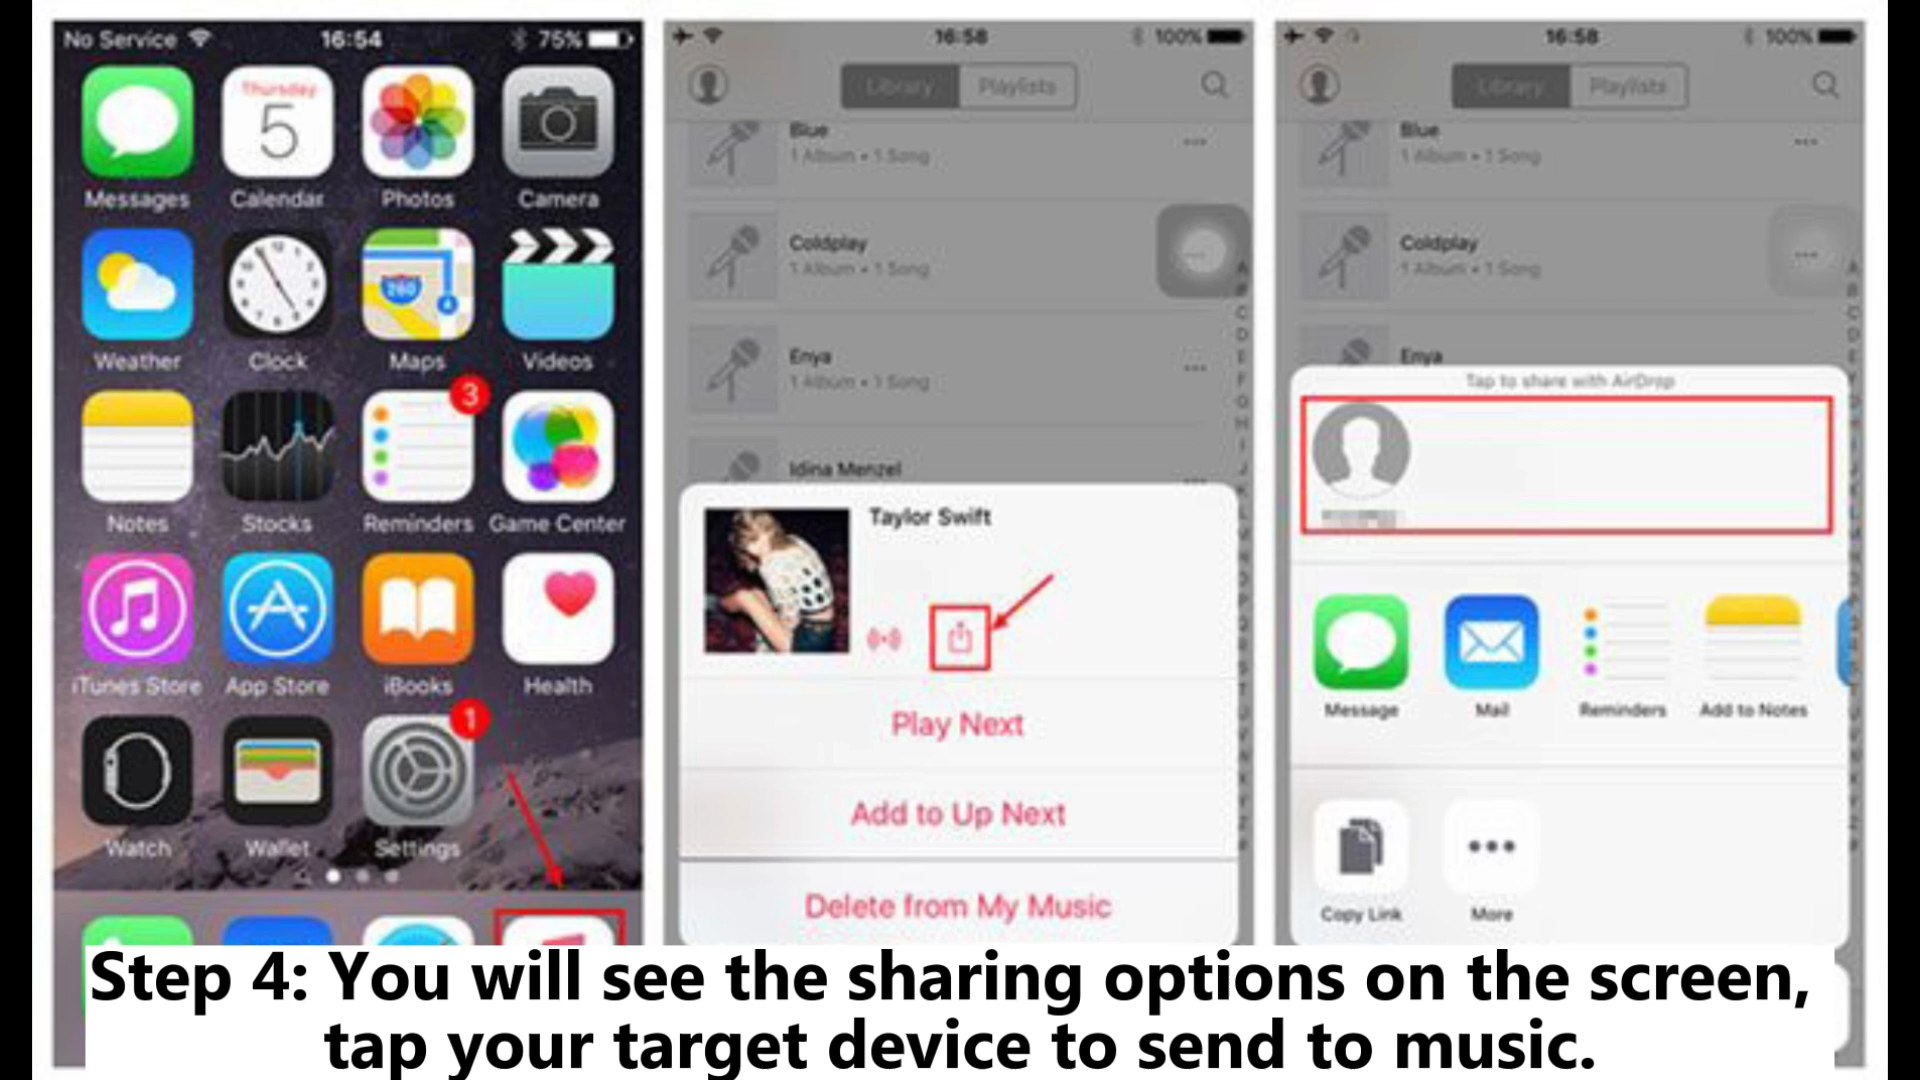 No Service
16:54
75%
Thursday
5
Messages
Calendar
Photos
Camera
280
Weather
Clock
Maps
Videos
3
Notes
Stocks
Reminders
Game Center
iTunes Store
App Store
iBooks
Health
1
Watch
Wallet
Settings
16:58
100%
Library
Playlists
Blue
1 Album • 1 Song
Coldplay
1 Album • 1 Song
Enya
1 Album • 1 Song
Idina Menzel
Taylor Swift
Play Next
Add to Up Next
Delete from My Music
16:58
100%
Library
Playlists
Blue
1 Album • 1 Song
Coldplay
1 Album • 1 Song
Enya
Tap to share with AirDrop
Message
Mail
Reminders
Add to Notes
Copy Link
More
Step 4: You will see the sharing options on the screen,
tap your target device to send to music.